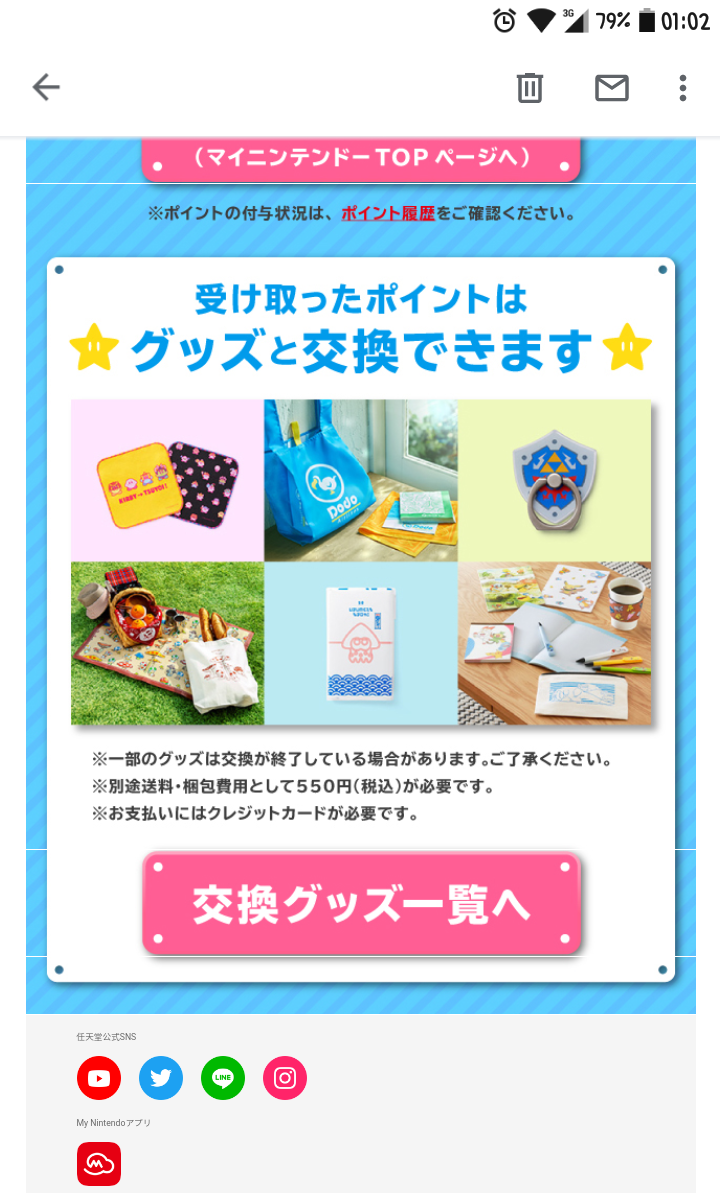 3G 79% 01:02
(マイニンテンドーTOPページへ)
※ポイントの付与状況は、ポイント履歴をご確認ください。
受け取ったポイントは
グッズと交換できます
podo
※一部のグッズは交換が終了している場合があります。ご了承ください。
※別途送料・梱包費用として550円(税込)が必要です。
※お支払いにはクレジットカードが必要です。
交換グッズ一覧へ
任天堂公式SNS
LINE
My Nintendoアプリ